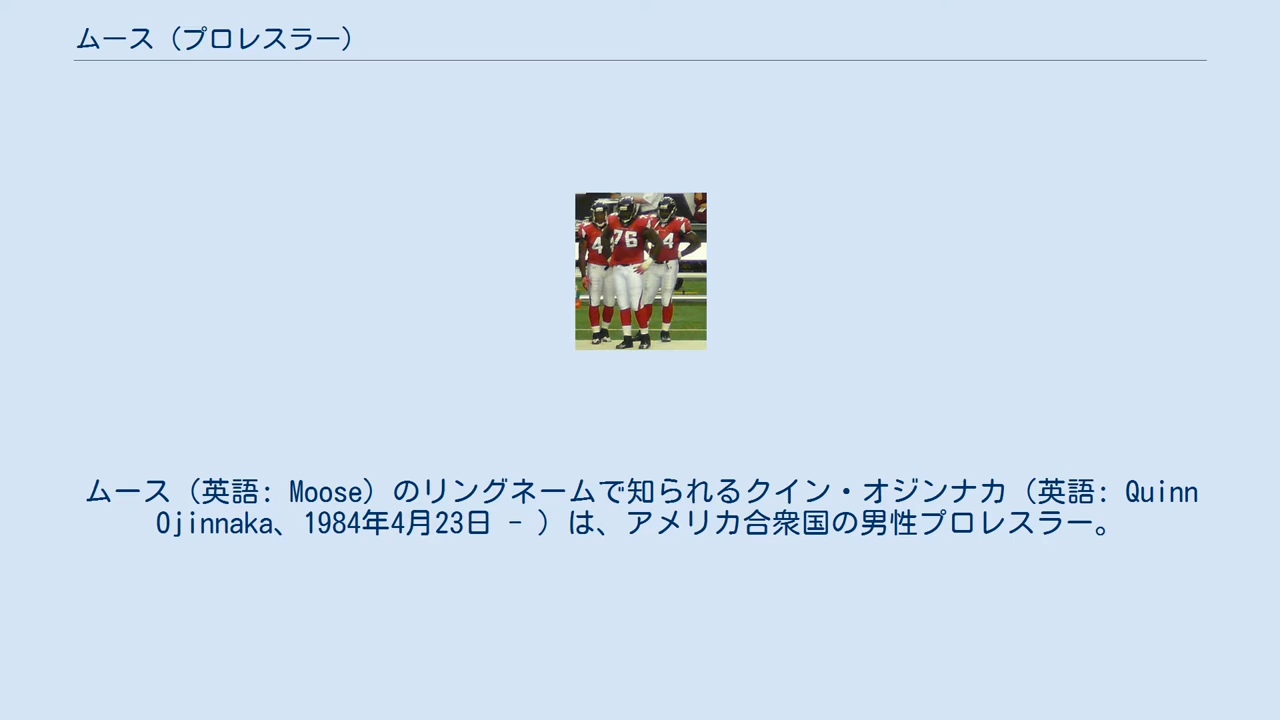 ムース（プロレスラー）
76
4
4
ムース（英語: Moose）のリングネームで知られるクイン・オジンナカ（英語: Quinn
Ojinnaka、1984年4月23日 - ）は、アメリカ合衆国の男性プロレスラー。